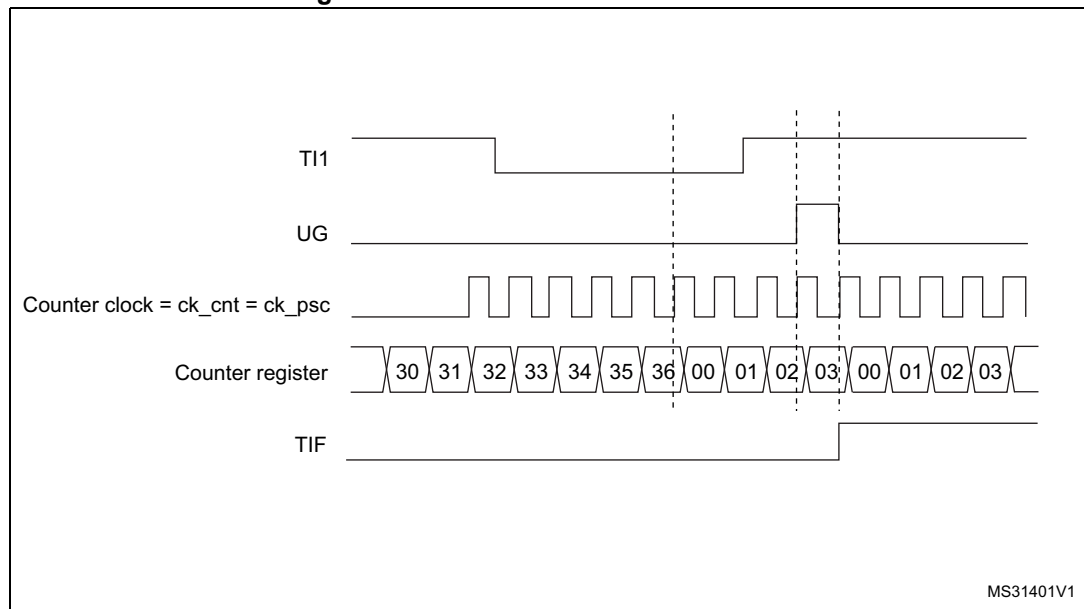 TI1
UG
Counter clock = ck_cnt = ck_psc
Counter register 30 31 32 33 34 35 36 00 01 02 03 00 01 02 03
TIF
MS31401V1